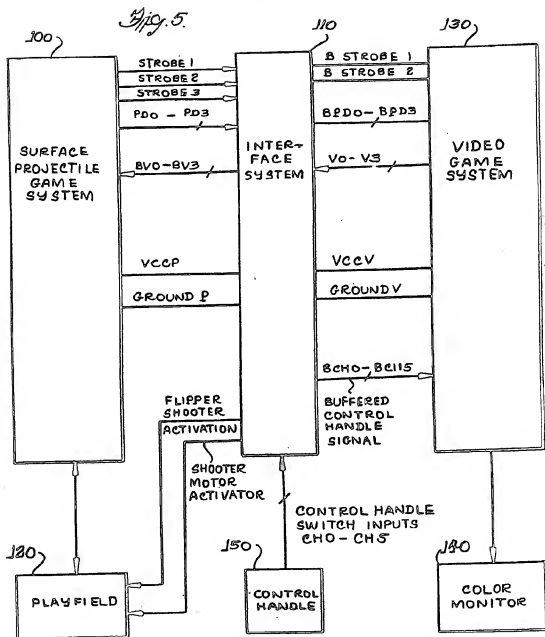 Fig. 5.
100
110
130
STROBE 1
STROBE 2
STROBE 3
PD0 - PD3
BV0-BV3
VCCP
GROUND P
SURFACE
PROJECTILE
GAME
SYSTEM
INTER-
FACE
SYSTEM
B STROBE 1
B STROBE 2
BPD0-BPD3
V0-V3
VCCV
GROUND V
BCH0-BCH5
BUFFERED
CONTROL
HANDLE
SIGNAL
VIDEO
GAME
SYSTEM
FLIPPER
SHOOTER
ACTIVATION
SHOOTER
MOTOR
ACTIVATOR
CONTROL HANDLE
SWITCH INPUTS
CH0-CH5
120
PLAYFIELD
150
CONTROL
HANDLE
140
COLOR
MONITOR